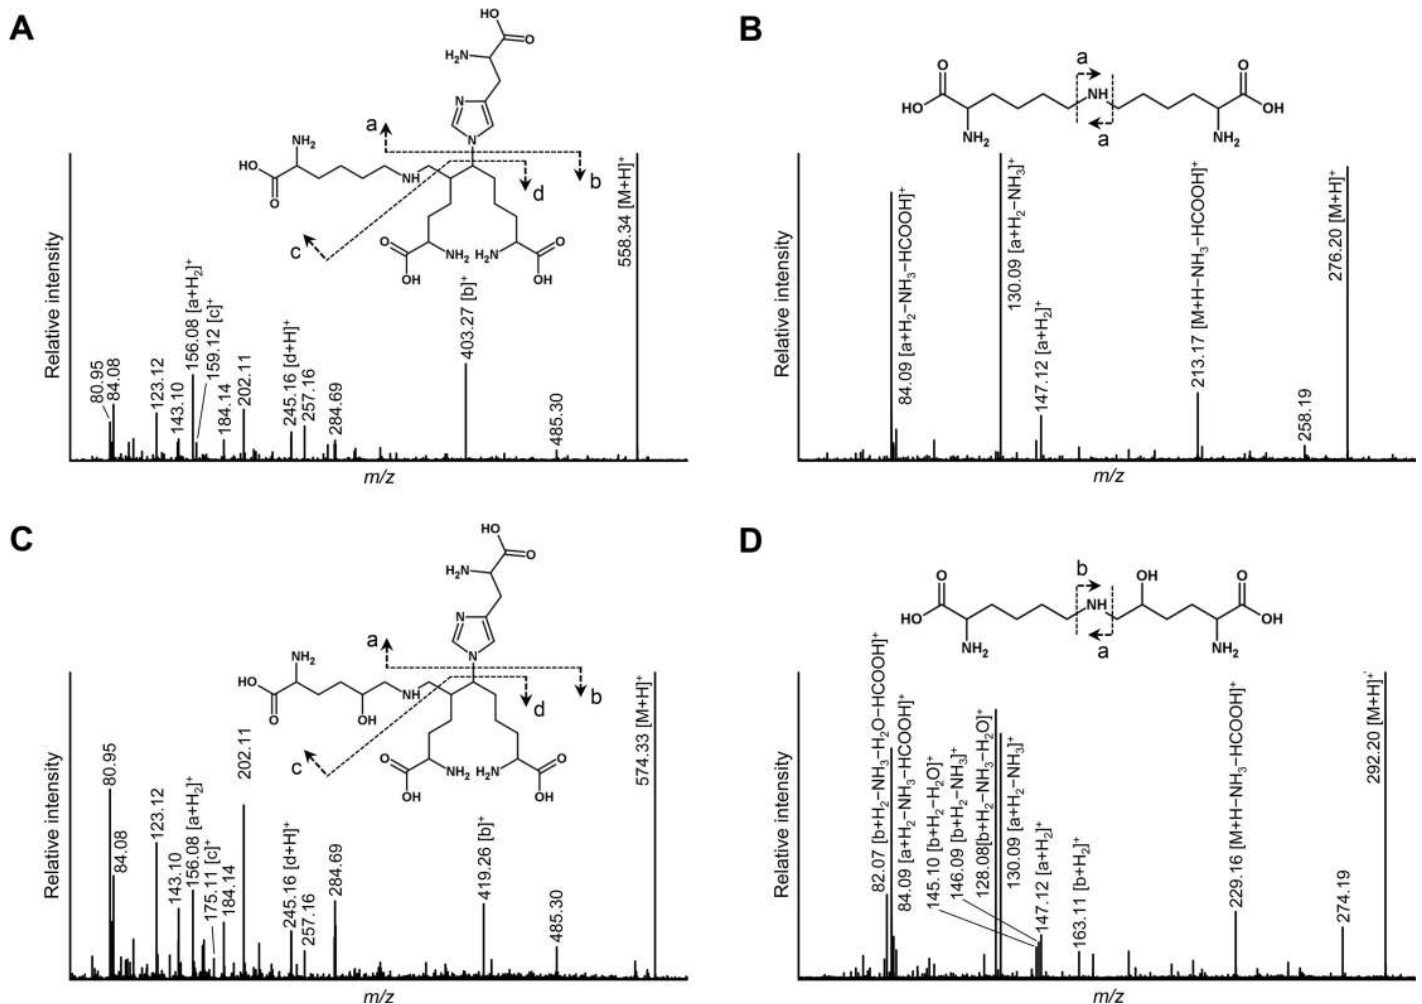 A
HO
O
H₂N
N
N
a
b
NH₂
HO
O
NH
d
c
O
OH
NH₂
H₂N
O
OH
Relative intensity
80.95
84.08
123.12
143.10
156.08 [a+H₂]⁺
159.12 [c]⁺
184.14
202.11
245.16 [d+H]⁺
257.16
284.69
403.27 [b]⁺
485.30
558.34 [M+H]⁺
m/z
B
a
O
HO
NH₂
NH
a
O
OH
NH₂
Relative intensity
84.09 [a+H₂−NH₃−HCOOH]⁺
130.09 [a+H₂−NH₃]⁺
147.12 [a+H₂]⁺
213.17 [M+H−NH₃−HCOOH]⁺
258.19
276.20 [M+H]⁺
m/z
C
HO
O
H₂N
N
N
a
b
NH₂
HO
O
OH
NH
d
c
O
OH
NH₂
H₂N
O
OH
Relative intensity
80.95
84.08
123.12
143.10
156.08 [a+H₂]⁺
175.11 [c]⁺
184.14
202.11
245.16 [d+H]⁺
257.16
284.69
419.26 [b]⁺
485.30
574.33 [M+H]⁺
m/z
D
b
OH
O
HO
NH₂
NH
a
O
OH
NH₂
Relative intensity
82.07 [b+H₂−NH₃−H₂O−HCOOH]⁺
84.09 [a+H₂−NH₃−HCOOH]⁺
145.10 [b+H₂−H₂O]⁺
146.09 [b+H₂−NH₃]⁺
128.08[b+H₂−NH₃−H₂O]⁺
130.09 [a+H₂−NH₃]⁺
147.12 [a+H₂]⁺
163.11 [b+H₂]⁺
229.16 [M+H−NH₃−HCOOH]⁺
274.19
292.20 [M+H]⁺
m/z